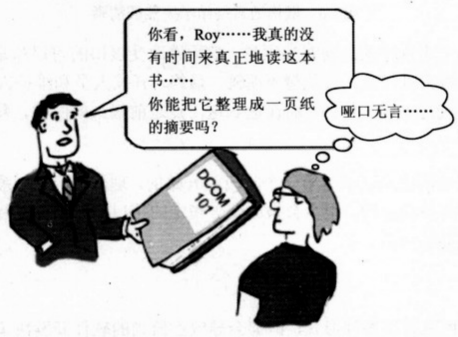 你看，Roy……我真的没
有时间来真正地读这本
书……
你能把它整理成一页纸
的摘要吗？
哑口无言……
DCOM
101